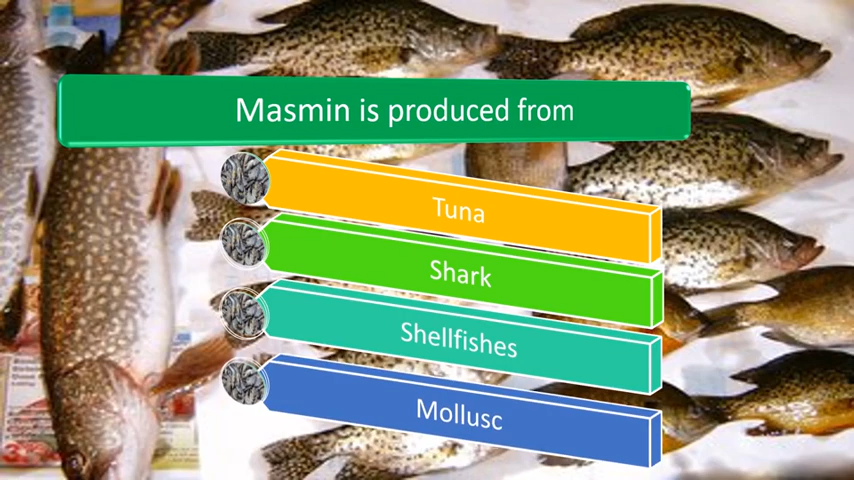 Masmin is produced from
Tuna
Shark
Shellfishes
Mollusc